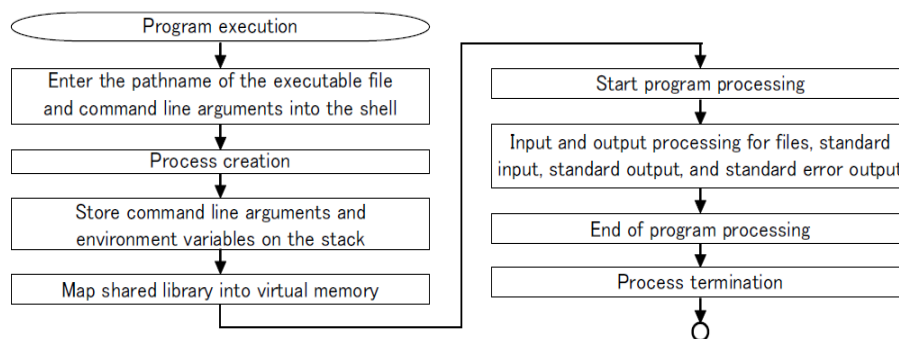 Program execution
Enter the pathname of the executable file
and command line arguments into the shell
Process creation
Store command line arguments and
environment variables on the stack
Map shared library into virtual memory
Start program processing
Input and output processing for files, standard
input, standard output, and standard error output
End of program processing
Process termination